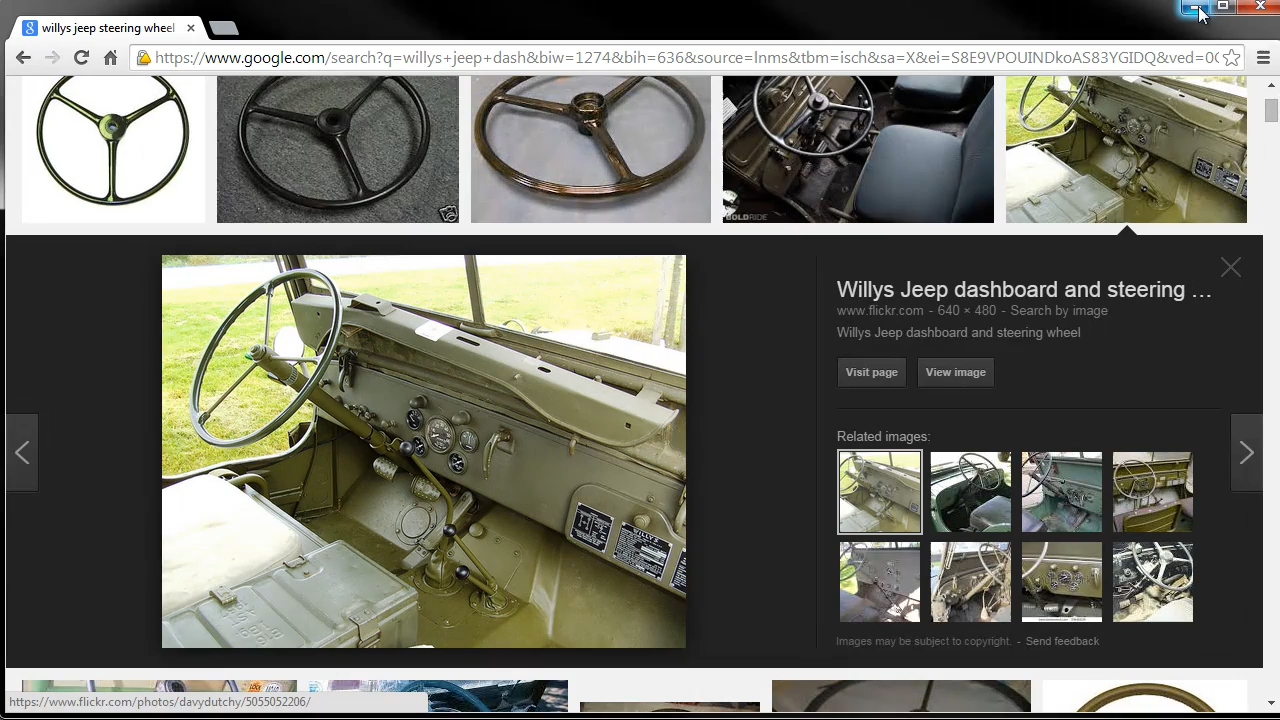 willys jeep steering wheel
https://www.google.com/search?q=willys+jeep+dash&biw=1274&bih=636&source=lnms&tbm=isch&sa=X&ei=S8E9VPOUINDkoAS83YGIDQ&ved=0C
BOLDRIDE
Willys Jeep dashboard and steering …
www.flickr.com - 640 × 480 - Search by image
Willys Jeep dashboard and steering wheel
Visit page
View image
Related images:
WILLYS
Images may be subject to copyright. - Send feedback
https://www.flickr.com/photos/davydutchy/5055052206/